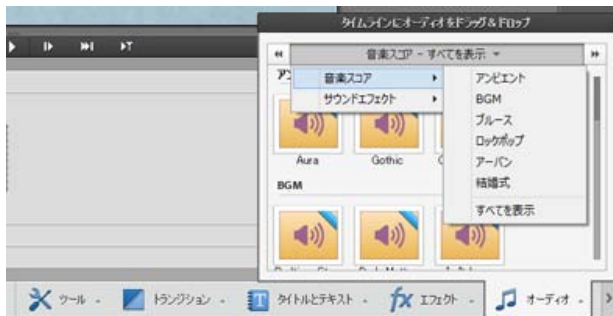 タイムラインにオーディオをドラッグ&ドロップ
音楽スコア - すべてを表示
音楽スコア
サウンドエフェクト
アンビエント
BGM
ブルース
ロックポップ
アーバン
結婚式
すべてを表示
Aura
Gothic
BGM
ツール
トランジション
タイトルとテキスト
エフェクト
オーディオ